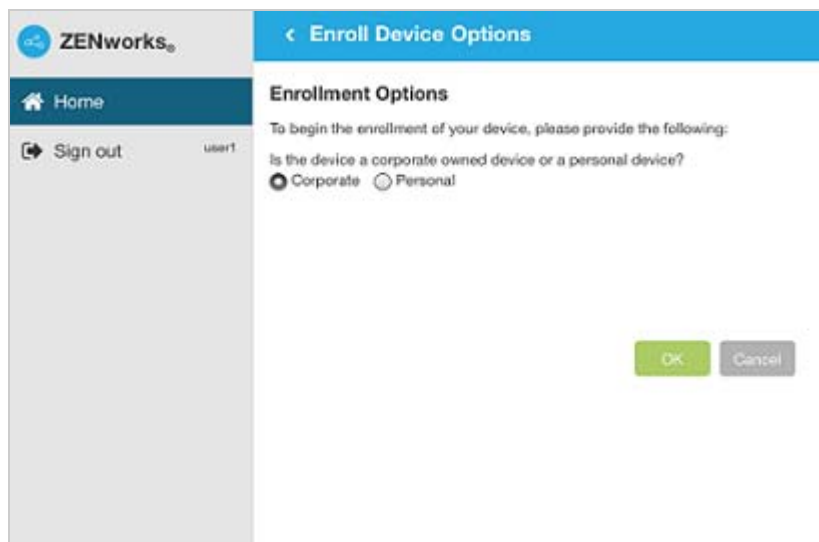 ZENworks®
Home
Sign out user1
< Enroll Device Options
Enrollment Options
To begin the enrollment of your device, please provide the following:
Is the device a corporate owned device or a personal device?
Corporate Personal
OK Cancel